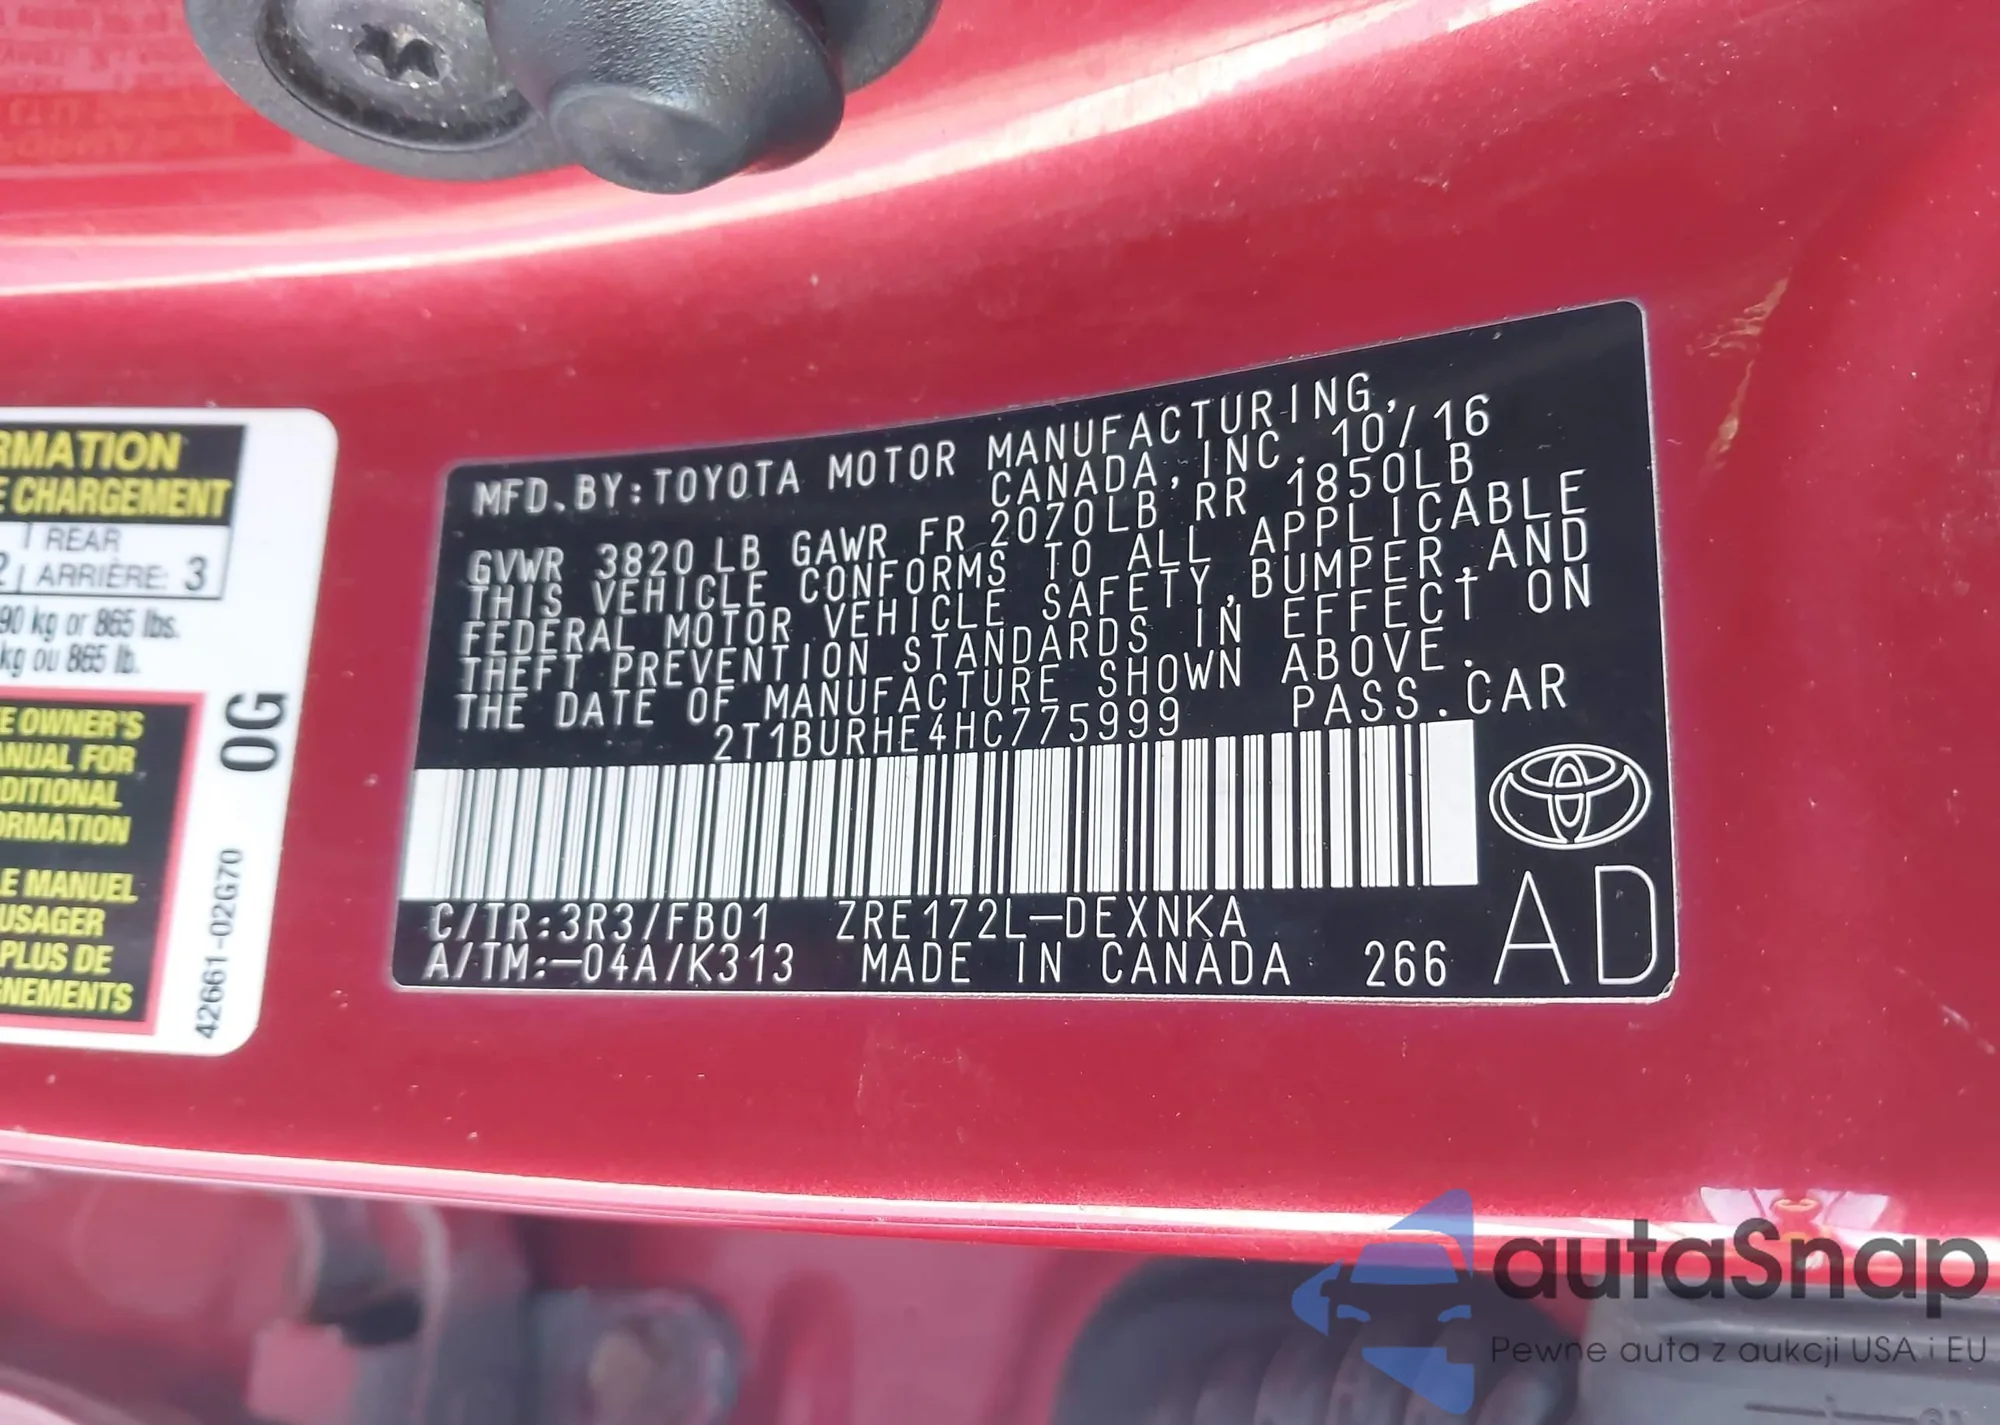 RMATION
E CHARGEMENT
REAR
2 ARRIÈRE: 3
90 kg or 865 lbs.
kg ou 865 lb.
E OWNER'S
ANUAL FOR
DITIONAL
ORMATION
LE MANUEL
USAGER
PLUS DE
GNEMENTS
0G
42661-02G70
MFD.BY:TOYOTA MOTOR MANUFACTURING,
CANADA, INC. 10/16
GVWR 3820 LB GAWR FR 2070LB RR 1850LB
THIS VEHICLE CONFORMS TO ALL APPLICABLE
FEDERAL MOTOR VEHICLE SAFETY,BUMPER,AND
THEFT PREVENTION STANDARDS IN EFFECT ON
THE DATE OF MANUFACTURE SHOWN ABOVE.
2T1BURHE4HC775999 PASS.CAR
C/TR:3R3/FB01 ZRE172L-DEXNKA
A/TM:-04A/K313 MADE IN CANADA 266
AD
autaSnap
Pewne auta z aukcji USA i EU